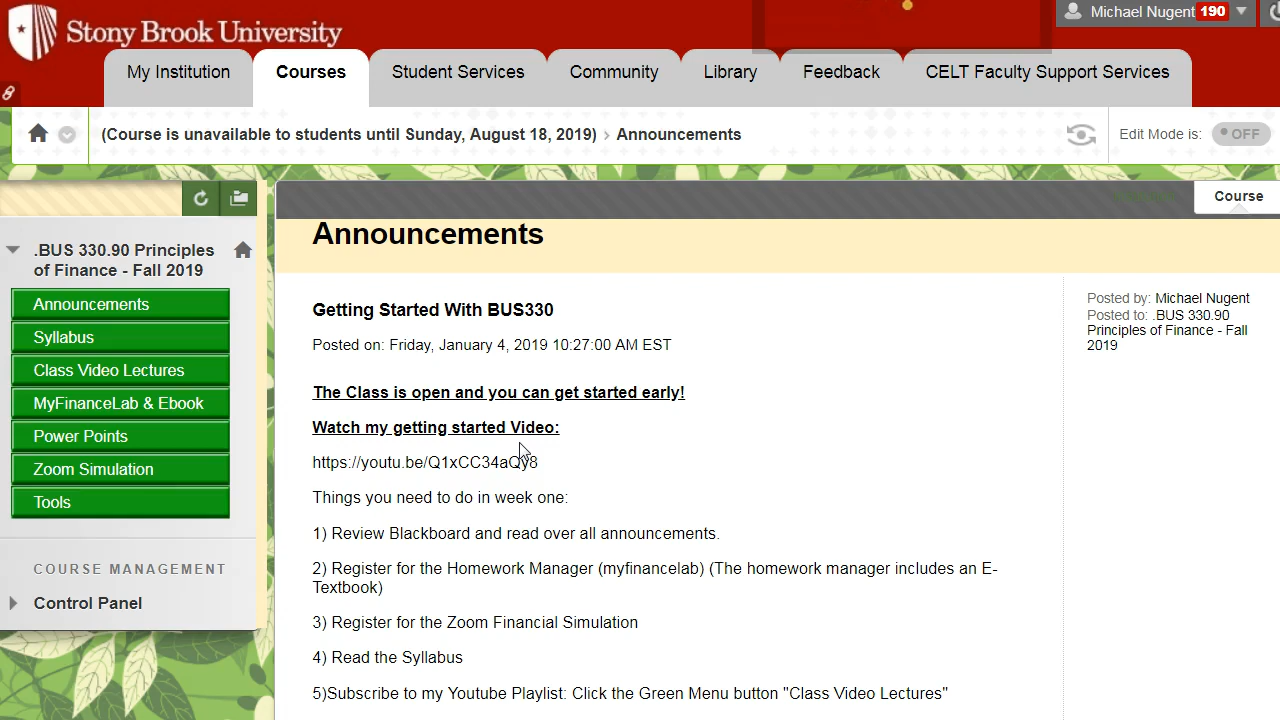 Stony Brook University
Michael Nugent 190
My Institution
Courses
Student Services
Community
Library
Feedback
CELT Faculty Support Services
(Course is unavailable to students until Sunday, August 18, 2019) > Announcements
Edit Mode is: OFF
Course
.BUS 330.90 Principles
of Finance - Fall 2019
Announcements
Syllabus
Class Video Lectures
MyFinanceLab & Ebook
Power Points
Zoom Simulation
Tools
COURSE MANAGEMENT
Control Panel
Announcements
Getting Started With BUS330
Posted on: Friday, January 4, 2019 10:27:00 AM EST
The Class is open and you can get started early!
Watch my getting started Video:
https://youtu.be/Q1xCC34aQy8
Things you need to do in week one:
1) Review Blackboard and read over all announcements.
2) Register for the Homework Manager (myfinancelab) (The homework manager includes an E-
Textbook)
3) Register for the Zoom Financial Simulation
4) Read the Syllabus
5)Subscribe to my Youtube Playlist: Click the Green Menu button "Class Video Lectures"
Posted by: Michael Nugent
Posted to: .BUS 330.90
Principles of Finance - Fall
2019